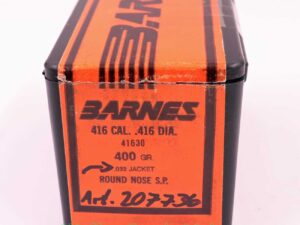 BARNES
416 CAL. .416 DIA.
41630
400 GR.
.032 JACKET
ROUND NOSE S.P.
Art. 207736